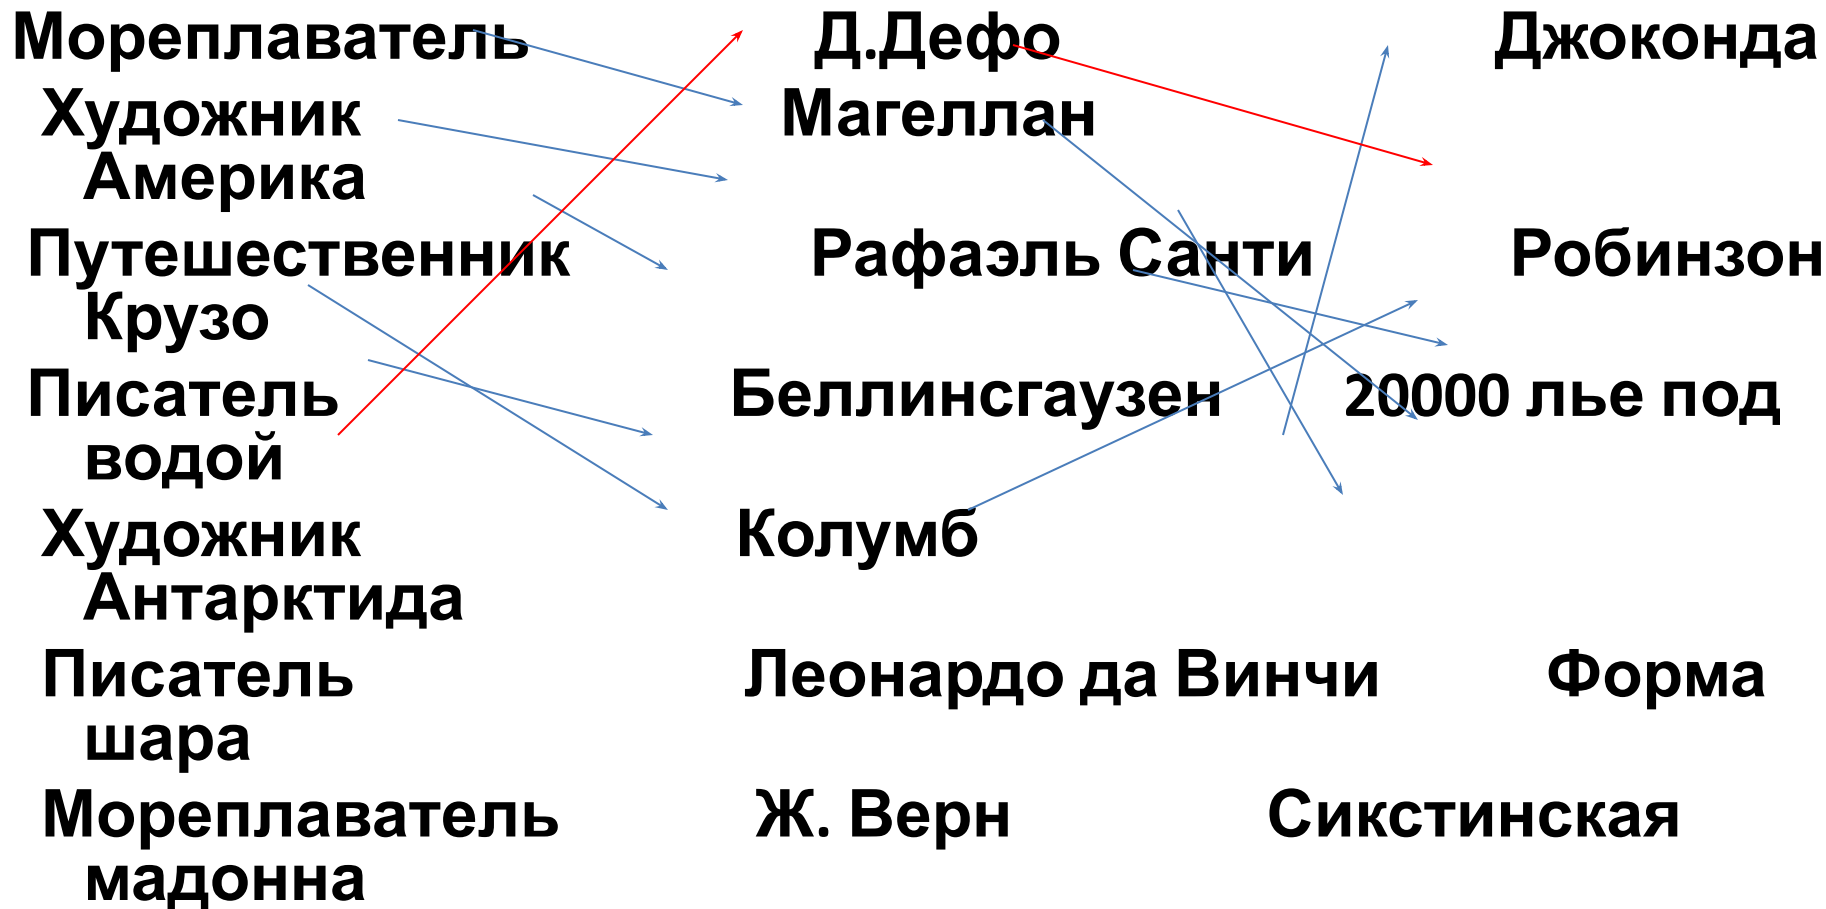 Мореплаватель Д.Дефо Джоконда
Художник Магеллан
Америка
Путешественник Рафаэль Санти Робинзон
Крузо
Писатель Беллинсгаузен 20000 лье под
водой
Художник Колумб
Антарктида
Писатель Леонардо да Винчи Форма
шара
Мореплаватель Ж. Верн Сикстинская
мадонна